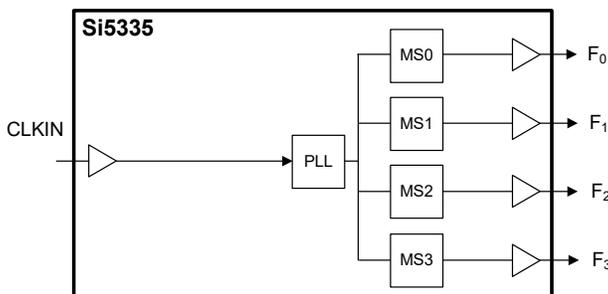 Si5335
CLKIN
PLL
MS0
F₀
MS1
F₁
MS2
F₂
MS3
F₃